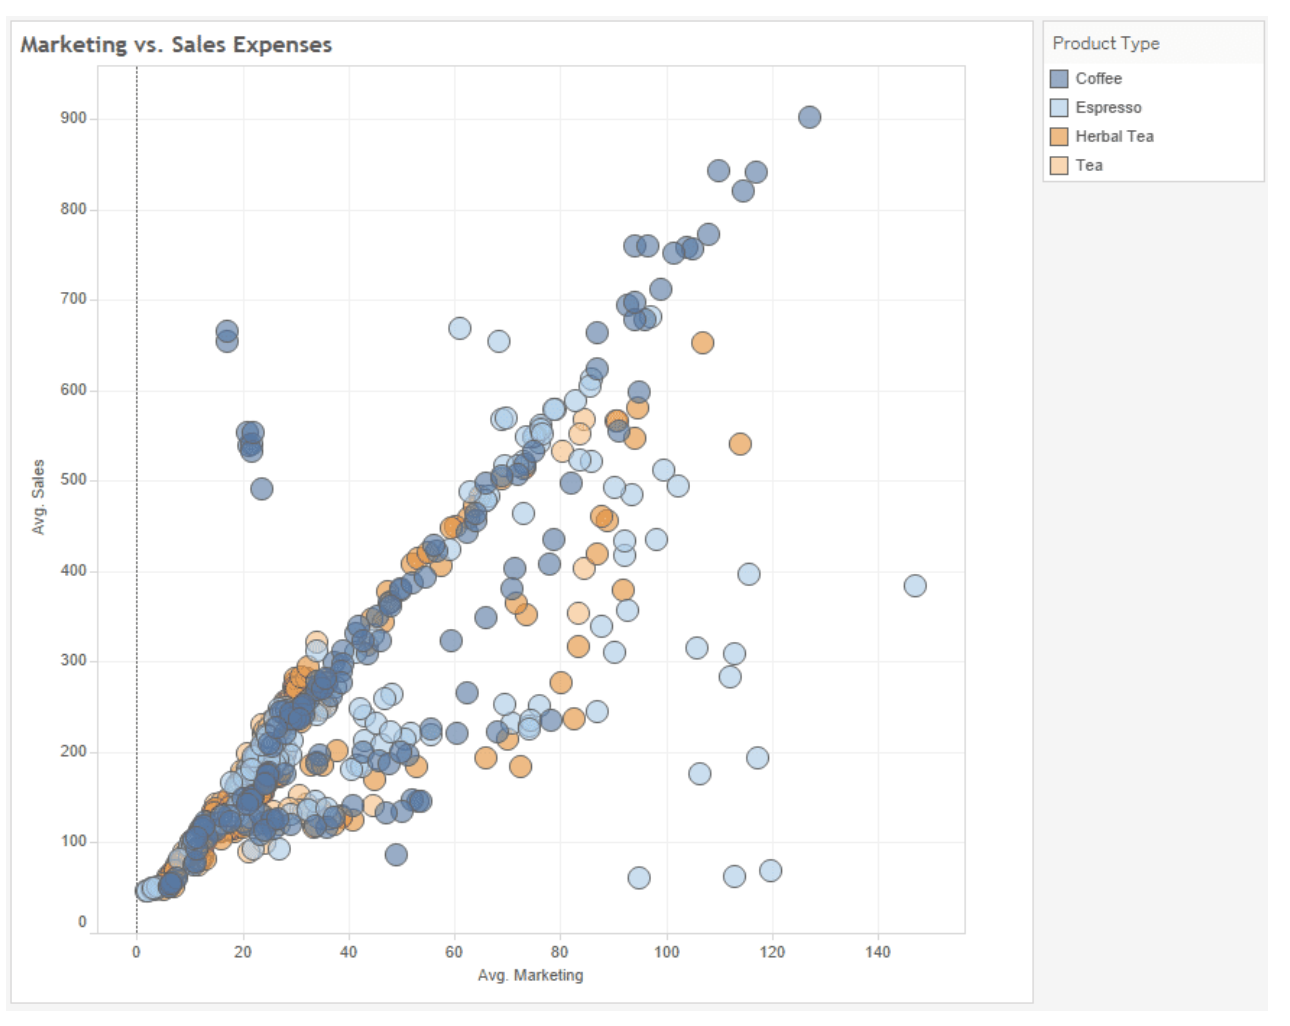 Marketing vs. Sales Expenses
Product Type
Coffee
Espresso
Herbal Tea
Tea
900
800
700
600
500
400
300
200
100
0
Avg. Sales
0 20 40 60 80 100 120 140
Avg. Marketing